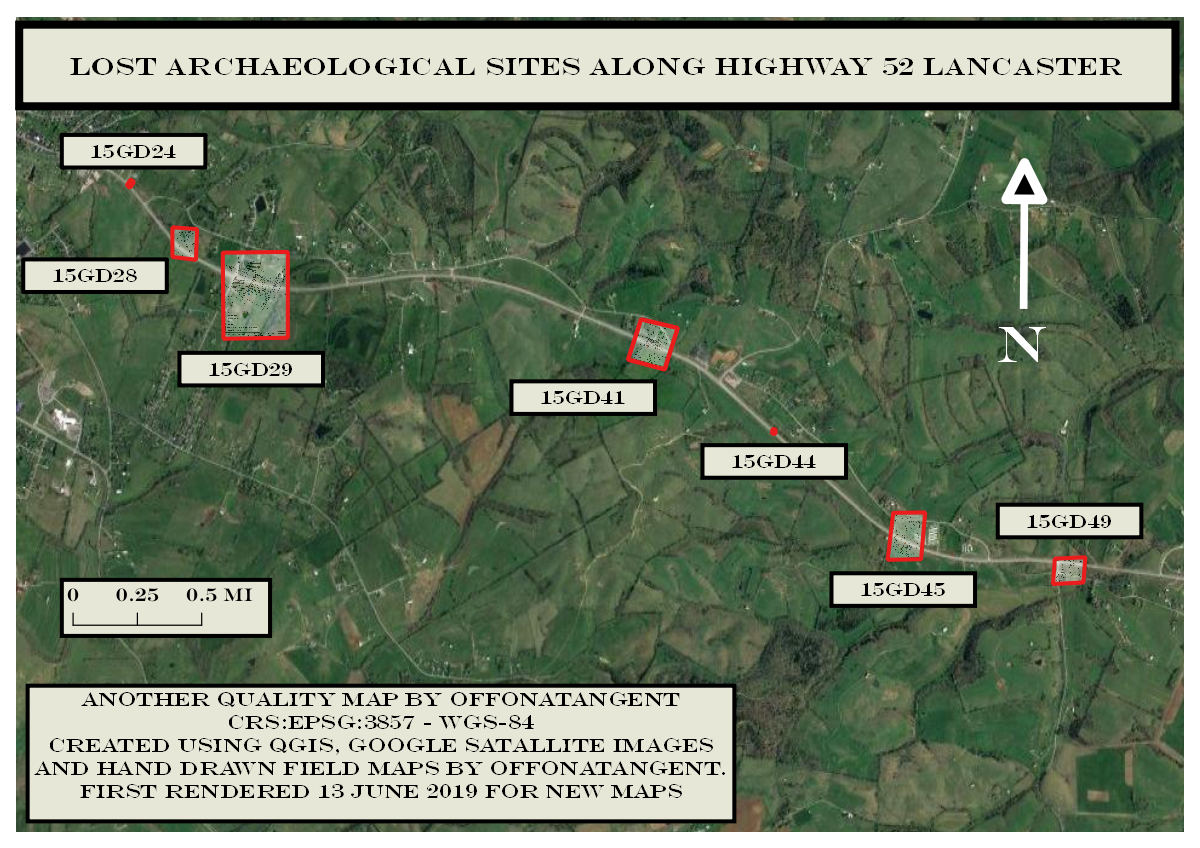 LOST ARCHAEOLOGICAL SITES ALONG HIGHWAY 52 LANCASTER
15GD24
15GD28
15GD29
15GD41
N
15GD44
15GD49
15GD45
0 0.25 0.5 MI
ANOTHER QUALITY MAP BY OFFONATANGENT
CRS:EPSG:3857 - WGS-84
CREATED USING QGIS, GOOGLE SATALLITE IMAGES
AND HAND DRAWN FIELD MAPS BY OFFONATANGENT.
FIRST RENDERED 13 JUNE 2019 FOR NEW MAPS